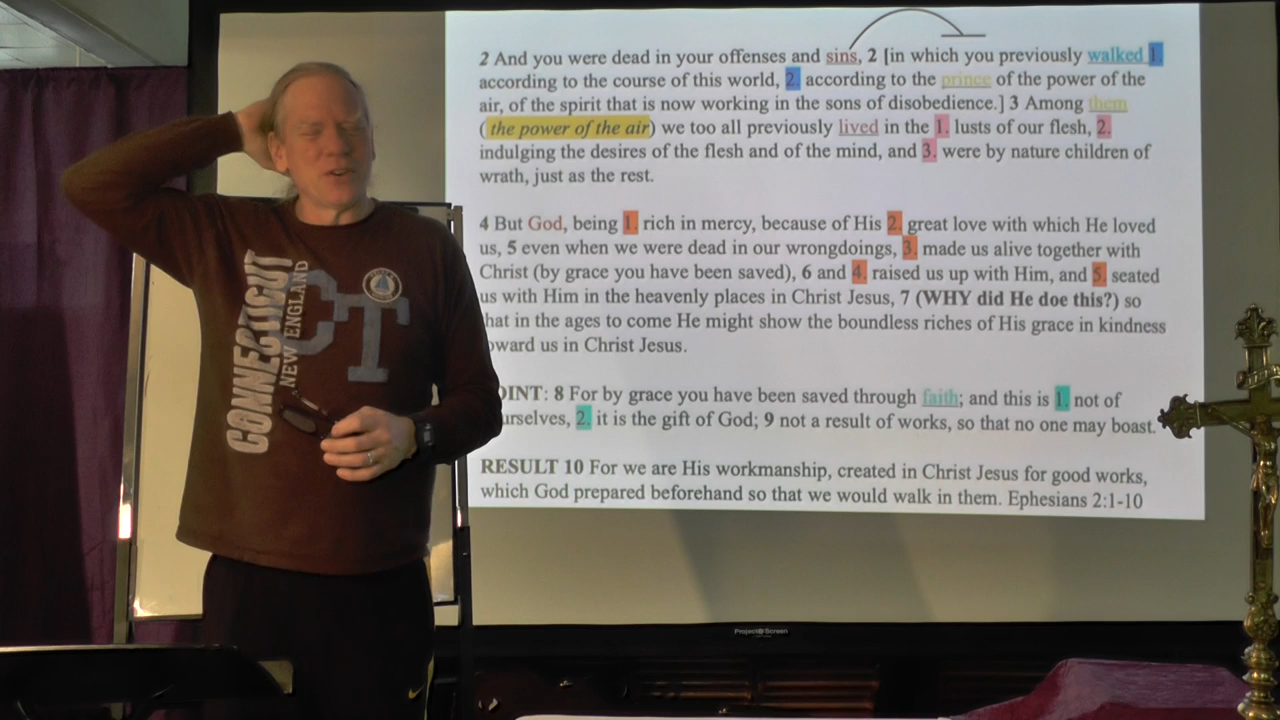 2 And you were dead in your offenses and sins, 2 [in which you previously walked 1.
according to the course of this world, 2. according to the prince of the power of the
air, of the spirit that is now working in the sons of disobedience.] 3 Among them
( the power of the air) we too all previously lived in the 1. lusts of our flesh, 2.
indulging the desires of the flesh and of the mind, and 3. were by nature children of
wrath, just as the rest.
4 But God, being 1. rich in mercy, because of His 2. great love with which He loved
us, 5 even when we were dead in our wrongdoings, 3. made us alive together with
Christ (by grace you have been saved), 6 and 4. raised us up with Him, and 5. seated
us with Him in the heavenly places in Christ Jesus, 7 (WHY did He doe this?) so
hat in the ages to come He might show the boundless riches of His grace in kindness
oward us in Christ Jesus.
OINT: 8 For by grace you have been saved through faith; and this is 1. not of
urselves, 2. it is the gift of God; 9 not a result of works, so that no one may boast.
RESULT 10 For we are His workmanship, created in Christ Jesus for good works,
which God prepared beforehand so that we would walk in them. Ephesians 2:1-10
CONNECTICUT
NEW ENGLAND
CT
Project Screen